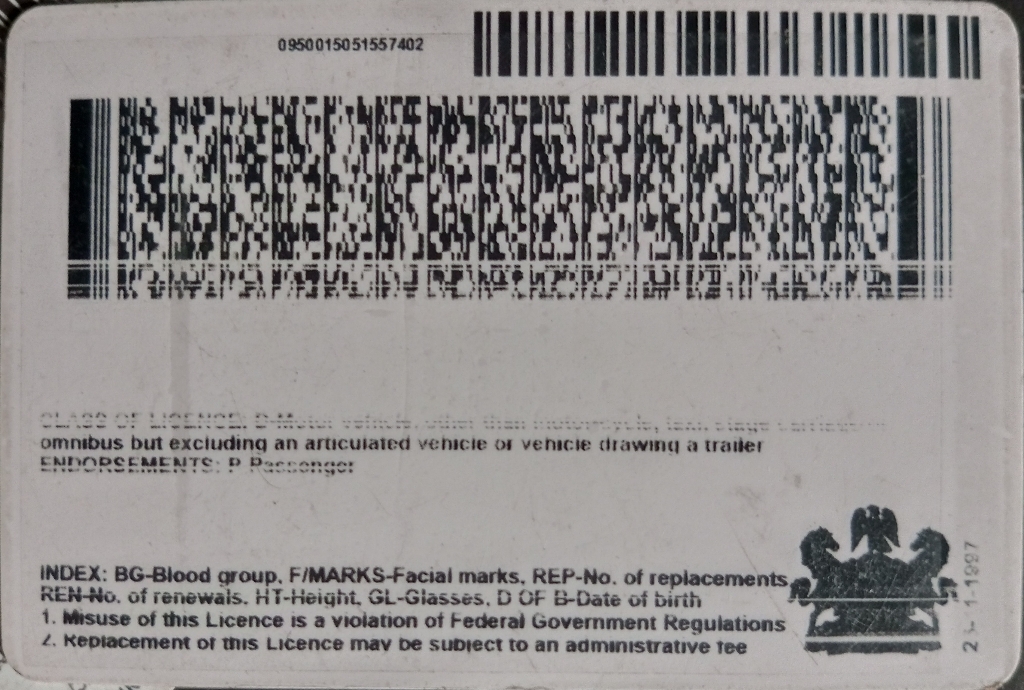 0950015051557402
CLASS OF LICENCE: D-Motor vehicle, other than motorcycle, taxi, stage carriage or
omnibus but excluding an articulated vehicle or vehicle drawing a trailer
ENDORSEMENTS: P Passenger
INDEX: BG-Blood group, F/MARKS-Facial marks, REP-No. of replacements
REN-No. of renewals. HT-Height, GL-Glasses, D OF B-Date of birth
1. Misuse of this Licence is a violation of Federal Government Regulations
2. Replacement of this Licence may be subject to an administrative fee